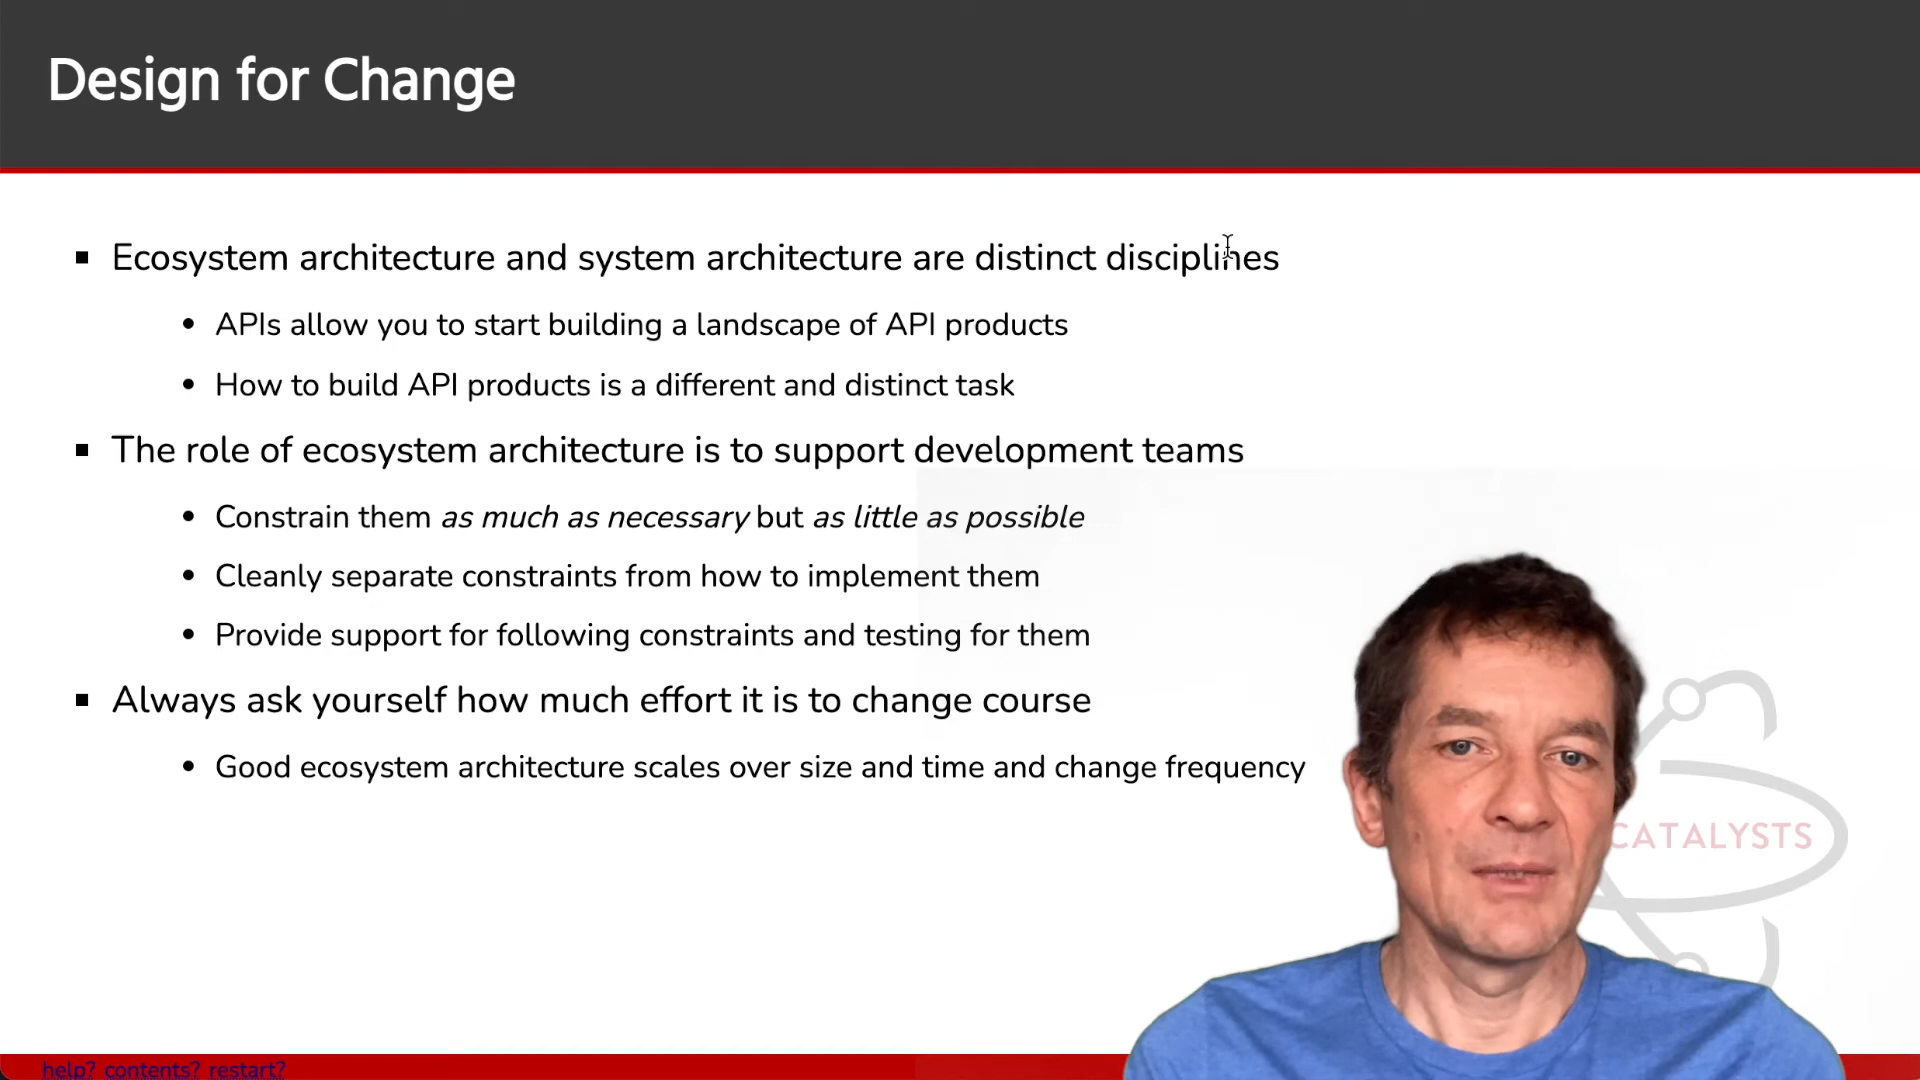 Design for Change
Ecosystem architecture and system architecture are distinct disciplines
APIs allow you to start building a landscape of API products
How to build API products is a different and distinct task
The role of ecosystem architecture is to support development teams
Constrain them as much as necessary but as little as possible
Cleanly separate constraints from how to implement them
Provide support for following constraints and testing for them
Always ask yourself how much effort it is to change course
Good ecosystem architecture scales over size and time and change frequency
CATALYSTS
help? contents? restart?